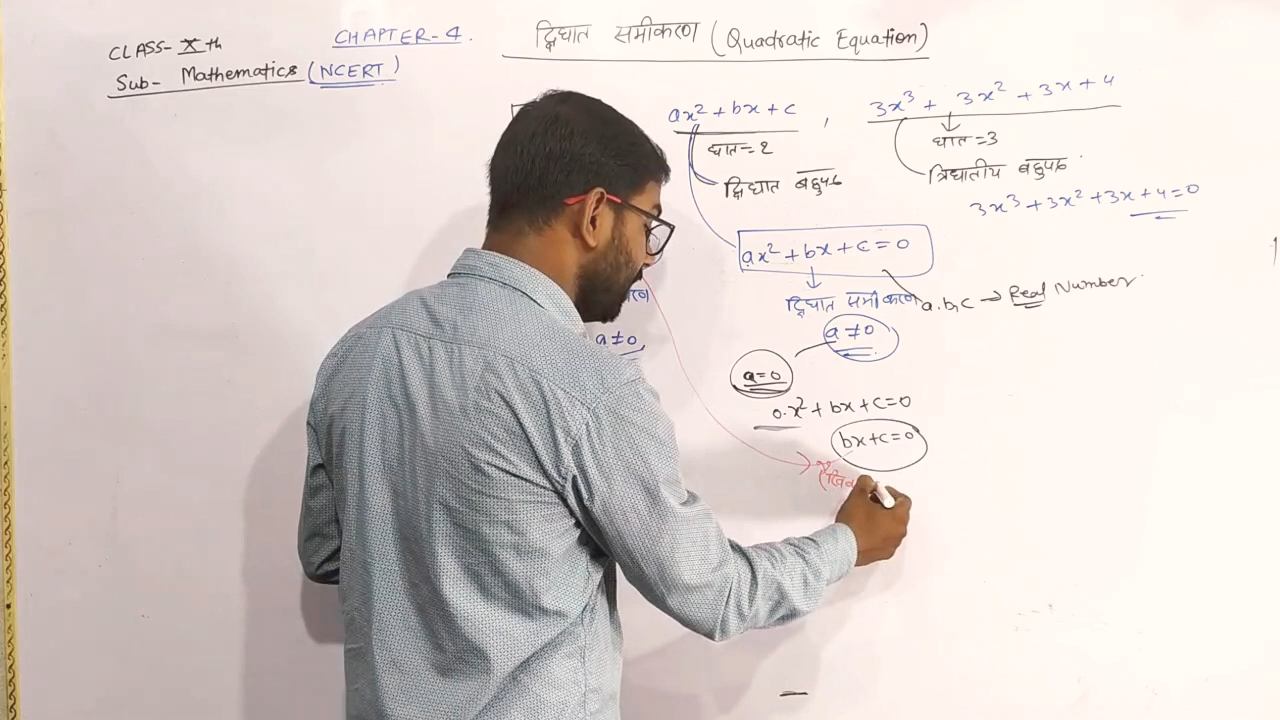 CLASS- Xth
Sub- Mathematics (NCERT)
CHAPTER-4.
द्विघात समीकरण (Quadratic Equation)
ax² + bx + c ,
घात = 2
द्विघात बहुपद
3x³ + 3x² + 3x + 4
घात = 3
त्रिघातीय बहुपद
3x³ + 3x² + 3x + 4 = 0
ax² + bx + c = 0
द्विघात समीकरण
a.b,c → Real Number
a ≠ 0
a ≠ 0,
a = 0
0.x² + bx + c = 0
bx + c = 0